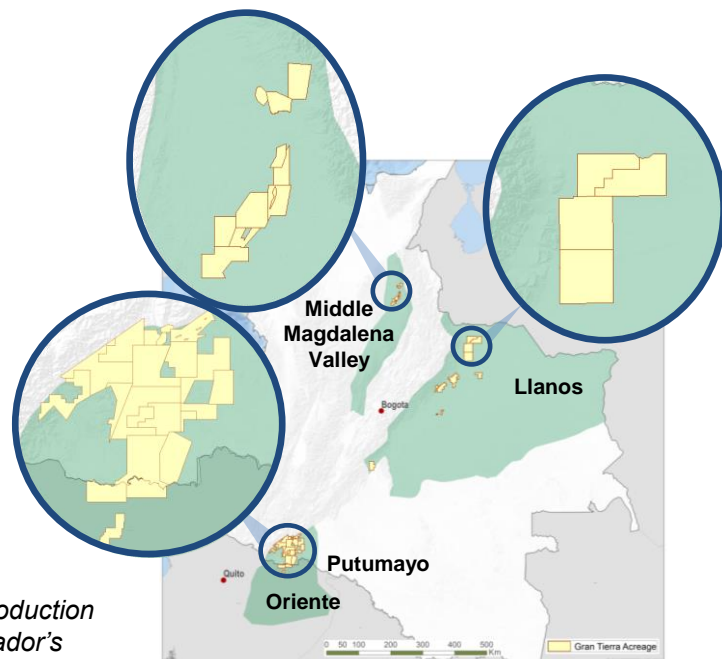 Middle
Magdalena
Valley
Llanos
Bogota
Putumayo
Quito
Oriente
oduction
ador's
0 50 100 200 300 400 500
Km
Gran Tierra Acreage